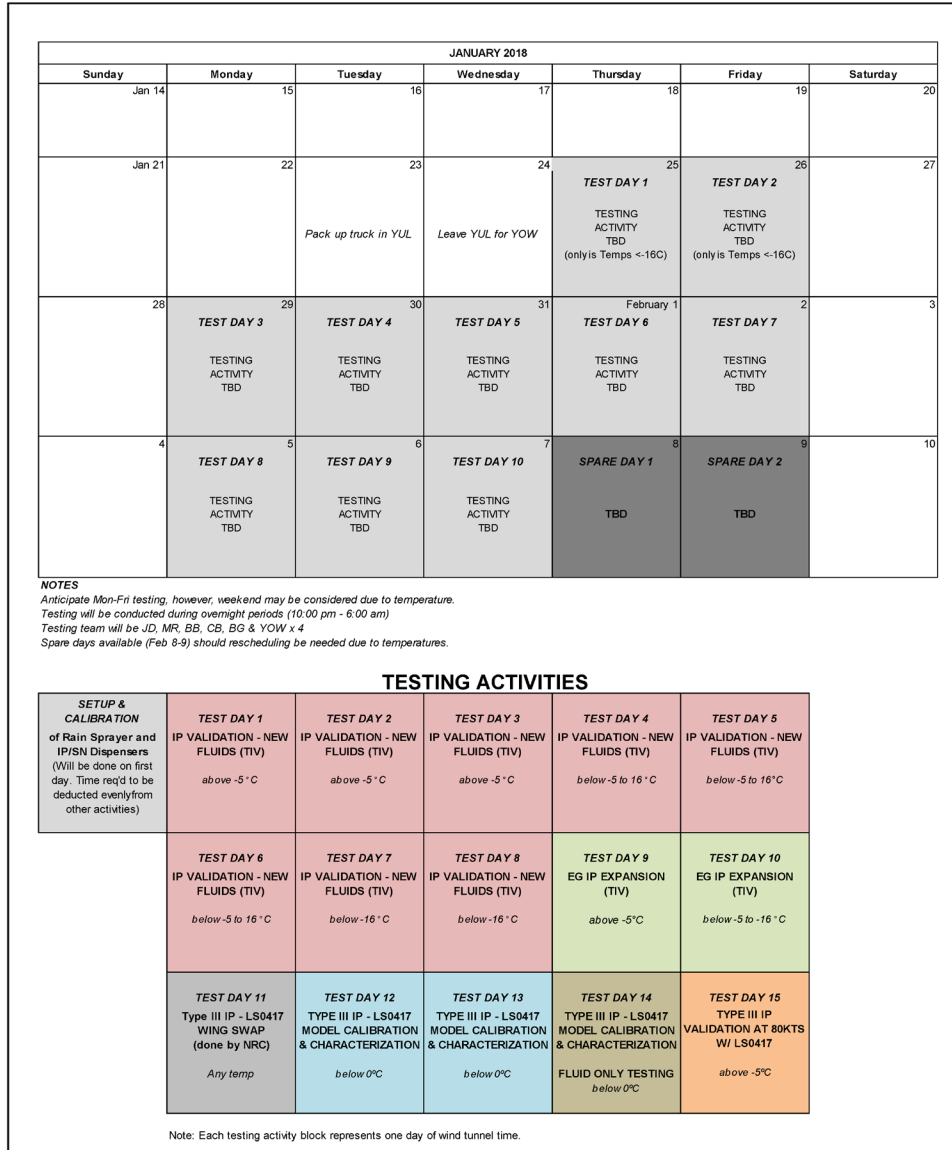 JANUARY 2018
Sunday Monday Tuesday Wednesday Thursday Friday Saturday
Jan 14 15 16 17 18 19 20
Jan 21 22 23 24 25 26 27
TEST DAY 1 TEST DAY 2
Pack up truck in YUL Leave YUL for YOW
TESTING TESTING
ACTIVITY ACTIVITY
TBD TBD
(only is Temps <-16C) (only is Temps <-16C)
28 29 30 31 February 1 2 3
TEST DAY 3 TEST DAY 4 TEST DAY 5 TEST DAY 6 TEST DAY 7
TESTING TESTING TESTING TESTING TESTING
ACTIVITY ACTIVITY ACTIVITY ACTIVITY ACTIVITY
TBD TBD TBD TBD TBD
4 5 6 7 8 9 10
TEST DAY 8 TEST DAY 9 TEST DAY 10 SPARE DAY 1 SPARE DAY 2
TESTING TESTING TESTING
ACTIVITY ACTIVITY ACTIVITY TBD TBD
TBD TBD TBD
NOTES
Anticipate Mon-Fri testing, however, weekend may be considered due to temperature.
Testing will be conducted during overnight periods (10:00 pm - 6:00 am)
Testing team will be JD, MR, BB, CB, BG & YOW x 4
Spare days available (Feb 8-9) should rescheduling be needed due to temperatures.
TESTING ACTIVITIES
SETUP &
CALIBRATION
of Rain Sprayer and
IP/SN Dispensers
(Will be done on first
day. Time req'd to be
deducted evenlyfrom
other activities)
TEST DAY 1
IP VALIDATION - NEW
FLUIDS (TIV)
above -5°C
TEST DAY 2
IP VALIDATION - NEW
FLUIDS (TIV)
above -5°C
TEST DAY 3
IP VALIDATION - NEW
FLUIDS (TIV)
above -5°C
TEST DAY 4
IP VALIDATION - NEW
FLUIDS (TIV)
below -5 to 16°C
TEST DAY 5
IP VALIDATION - NEW
FLUIDS (TIV)
below -5 to 16°C
TEST DAY 6
IP VALIDATION - NEW
FLUIDS (TIV)
below -5 to 16°C
TEST DAY 7
IP VALIDATION - NEW
FLUIDS (TIV)
below -16°C
TEST DAY 8
IP VALIDATION - NEW
FLUIDS (TIV)
below -16°C
TEST DAY 9
EG IP EXPANSION
(TIV)
above -5°C
TEST DAY 10
EG IP EXPANSION
(TIV)
below -5 to -16°C
TEST DAY 11
Type III IP - LS0417
WING SWAP
(done by NRC)
Any temp
TEST DAY 12
TYPE III IP - LS0417
MODEL CALIBRATION
& CHARACTERIZATION
below 0ºC
TEST DAY 13
TYPE III IP - LS0417
MODEL CALIBRATION
& CHARACTERIZATION
below 0ºC
TEST DAY 14
TYPE III IP - LS0417
MODEL CALIBRATION
& CHARACTERIZATION
FLUID ONLY TESTING
below 0ºC
TEST DAY 15
TYPE III IP
VALIDATION AT 80KTS
W/ LS0417
above -5ºC
Note: Each testing activity block represents one day of wind tunnel time.